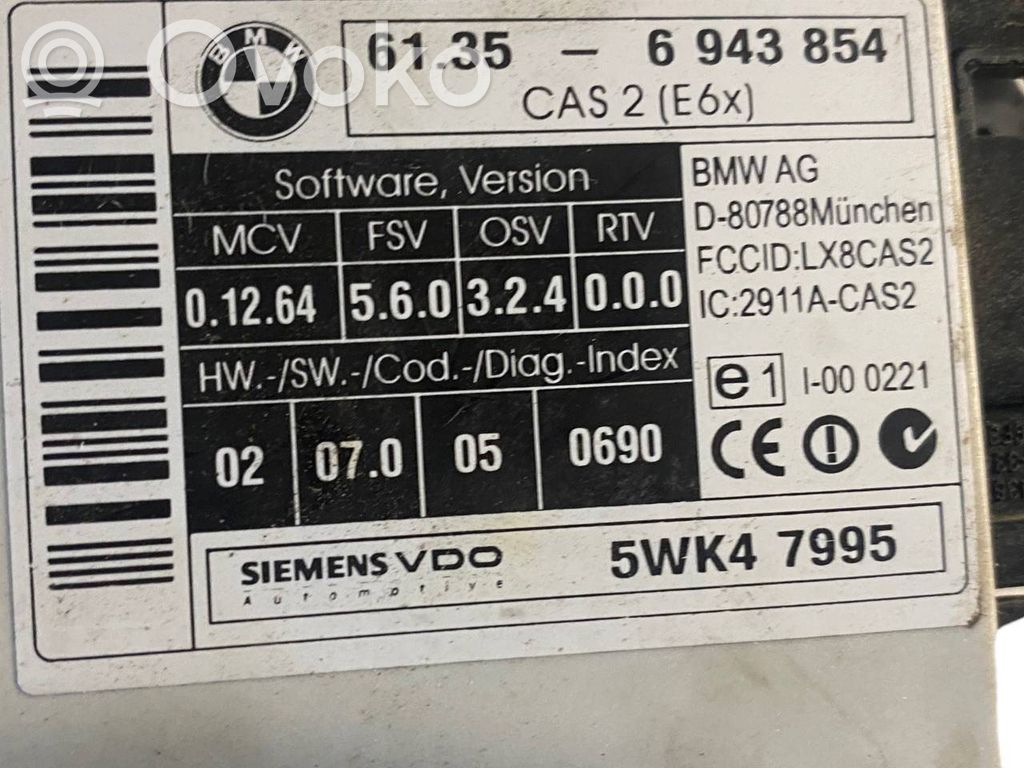 BMW
61.35 - 6 943 854
Ovoko
CAS 2 (E6x)
Software, Version
MCV FSV OSV RTV
0.12.64 5.6.0 3.2.4 0.0.0
HW.-/SW.-/Cod.-/Diag.-Index
02 07.0 05 0690
BMW AG
D-80788München
FCCID:LX8CAS2
IC:2911A-CAS2
e1 I-00 0221
CE
SIEMENS VDO
Automotive
5WK4 7995